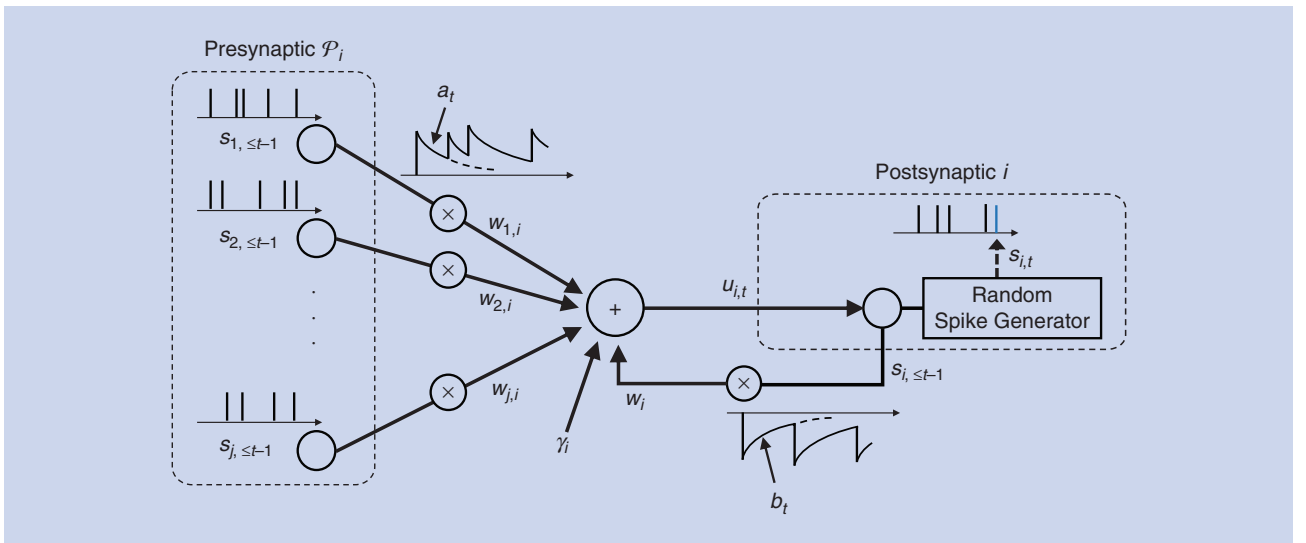 Presynaptic 𝒫i
s1, ≤t–1
at
×
w1,i
s2, ≤t–1
×
w2,i
.
.
.
sj, ≤t–1
×
wj,i
+
γi
ui,t
wi
×
bt
si, ≤t–1
Postsynaptic i
si,t
Random
Spike Generator